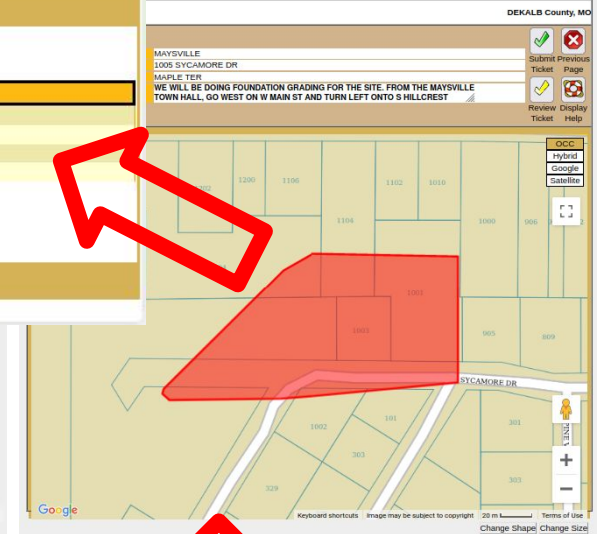 DEKALB County, MO
MAYSVILLE
1005 SYCAMORE DR
MAPLE TER
WE WILL BE DOING FOUNDATION GRADING FOR THE SITE. FROM THE MAYSVILLE
TOWN HALL, GO WEST ON W MAIN ST AND TURN LEFT ONTO S HILLCREST
Submit Ticket
Previous Page
Review Ticket
Display Help
OCC
Hybrid
Google
Satellite
1200
1106
1102
1010
1104
1000
906
1001
1003
905
809
SYCAMORE DR
1002
101
301
303
303
329
PINE
Google
Keyboard shortcuts
Image may be subject to copyright
20 m
Terms of Use
Change Shape
Change Size